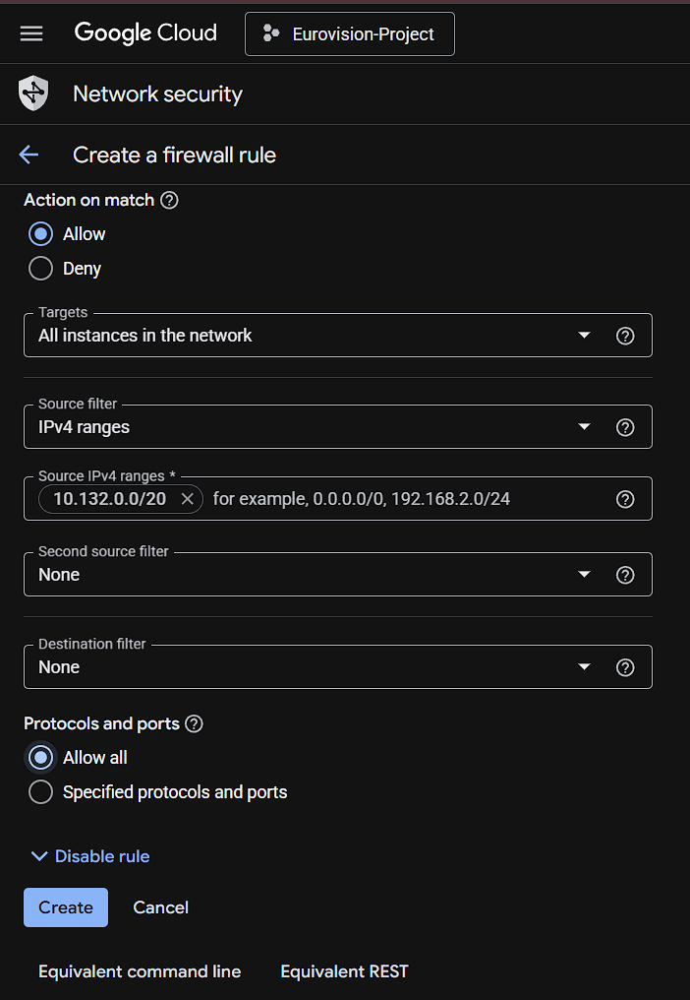 Google Cloud Eurovision-Project
Network security
Create a firewall rule
Action on match
Allow
Deny
Targets
All instances in the network
Source filter
IPv4 ranges
Source IPv4 ranges *
10.132.0.0/20 for example, 0.0.0.0/0, 192.168.2.0/24
Second source filter
None
Destination filter
None
Protocols and ports
Allow all
Specified protocols and ports
Disable rule
Create Cancel
Equivalent command line Equivalent REST